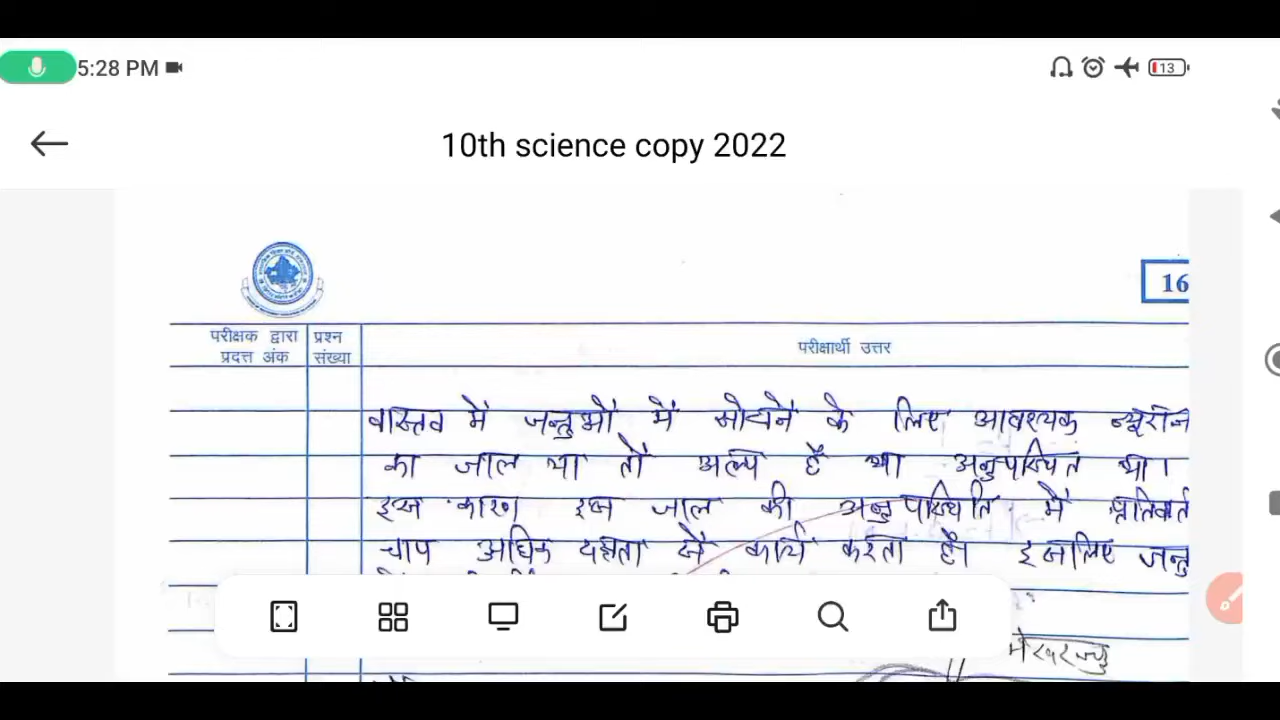 5:28 PM
13
10th science copy 2022
16
परीक्षक द्वारा
प्रदत्त अंक
प्रश्न
संख्या
परीक्षार्थी उत्तर
वास्तव में जन्तुओं में सोचने के लिए आवश्यक न्यूरॉन
का जाल या तो अल्प है या अनुपस्थित था।
इस कारण इस जाल की अनुपस्थिति में प्रतिवर्त
चाप अधिक दक्षता से कार्य करता है। इसलिए जन्तु